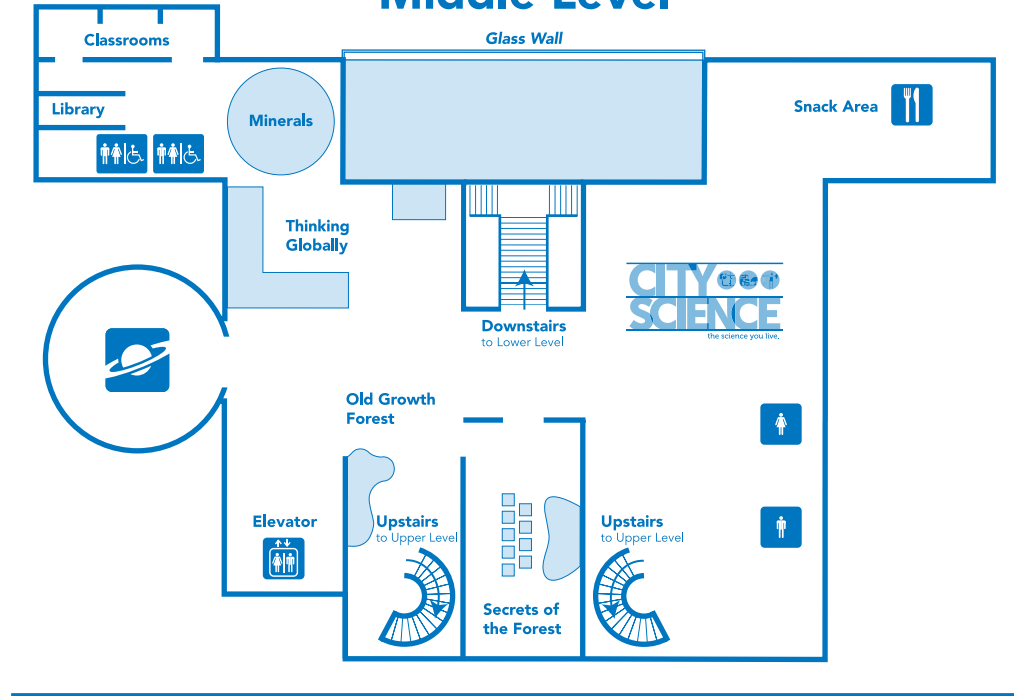 Middle Level
Glass Wall
Classrooms
Library
Minerals
Snack Area
Thinking
Globally
CITY
SCIENCE
the science you live.
Downstairs
to Lower Level
Old Growth
Forest
Elevator
Upstairs
to Upper Level
Upstairs
to Upper Level
Secrets of
the Forest